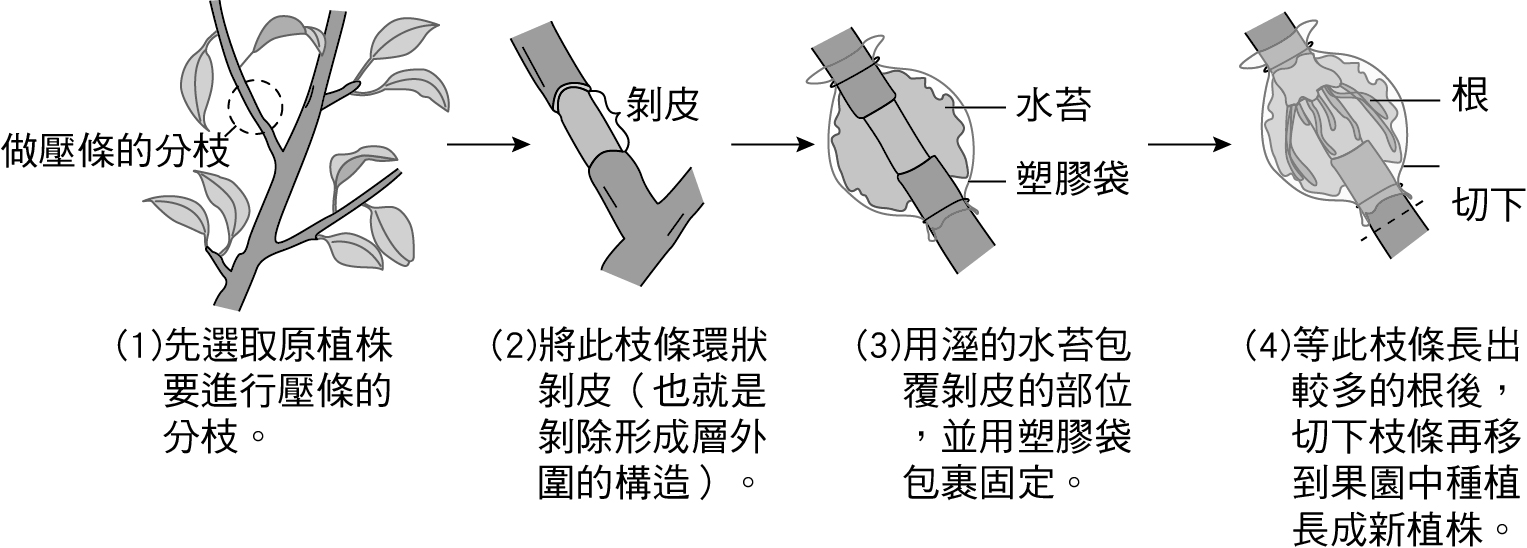 做壓條的分枝
剝皮
水苔
塑膠袋
根
切下
(1)先選取原植株
要進行壓條的
分枝。
(2)將此枝條環狀
剝皮（也就是
剝除形成層外
圍的構造）。
(3)用溼的水苔包
覆剝皮的部位
，並用塑膠袋
包裹固定。
(4)等此枝條長出
較多的根後，
切下枝條再移
到果園中種植
長成新植株。